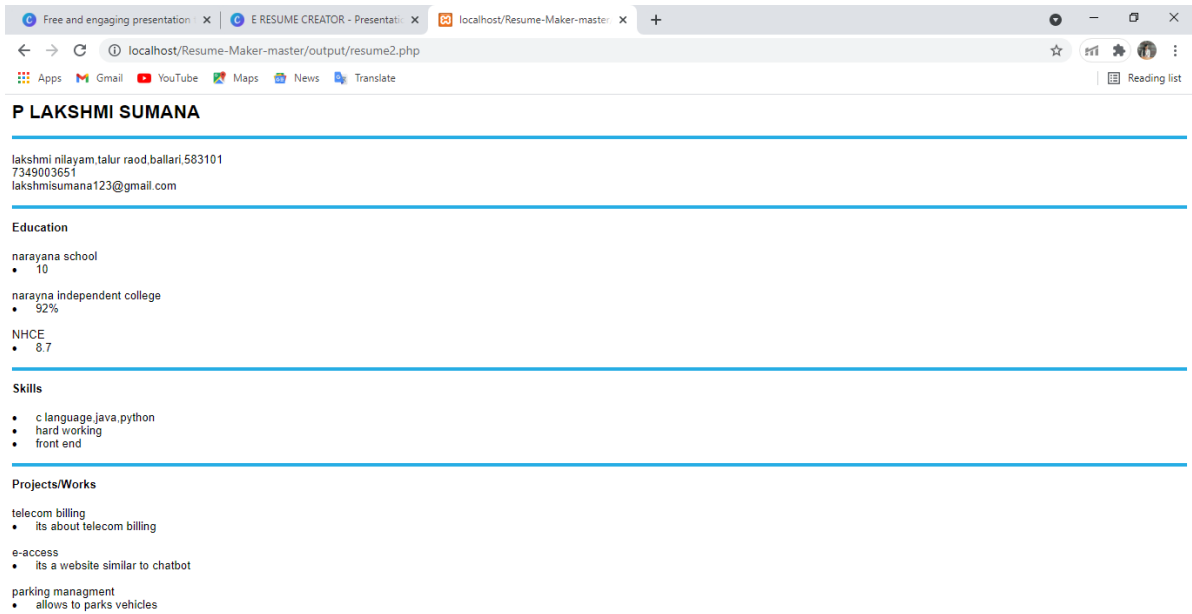 Free and engaging presentation
E RESUME CREATOR - Presentatic
localhost/Resume-Maker-master
localhost/Resume-Maker-master/output/resume2.php
Apps
Gmail
YouTube
Maps
News
Translate
Reading list
P LAKSHMI SUMANA
lakshmi nilayam,talur raod,ballari,583101
7349003651
lakshmisumana123@gmail.com
Education
narayana school
• 10
narayna independent college
• 92%
NHCE
• 8.7
Skills
• c language,java,python
• hard working
• front end
Projects/Works
telecom billing
• its about telecom billing
e-access
• its a website similar to chatbot
parking managment
• allows to parks vehicles